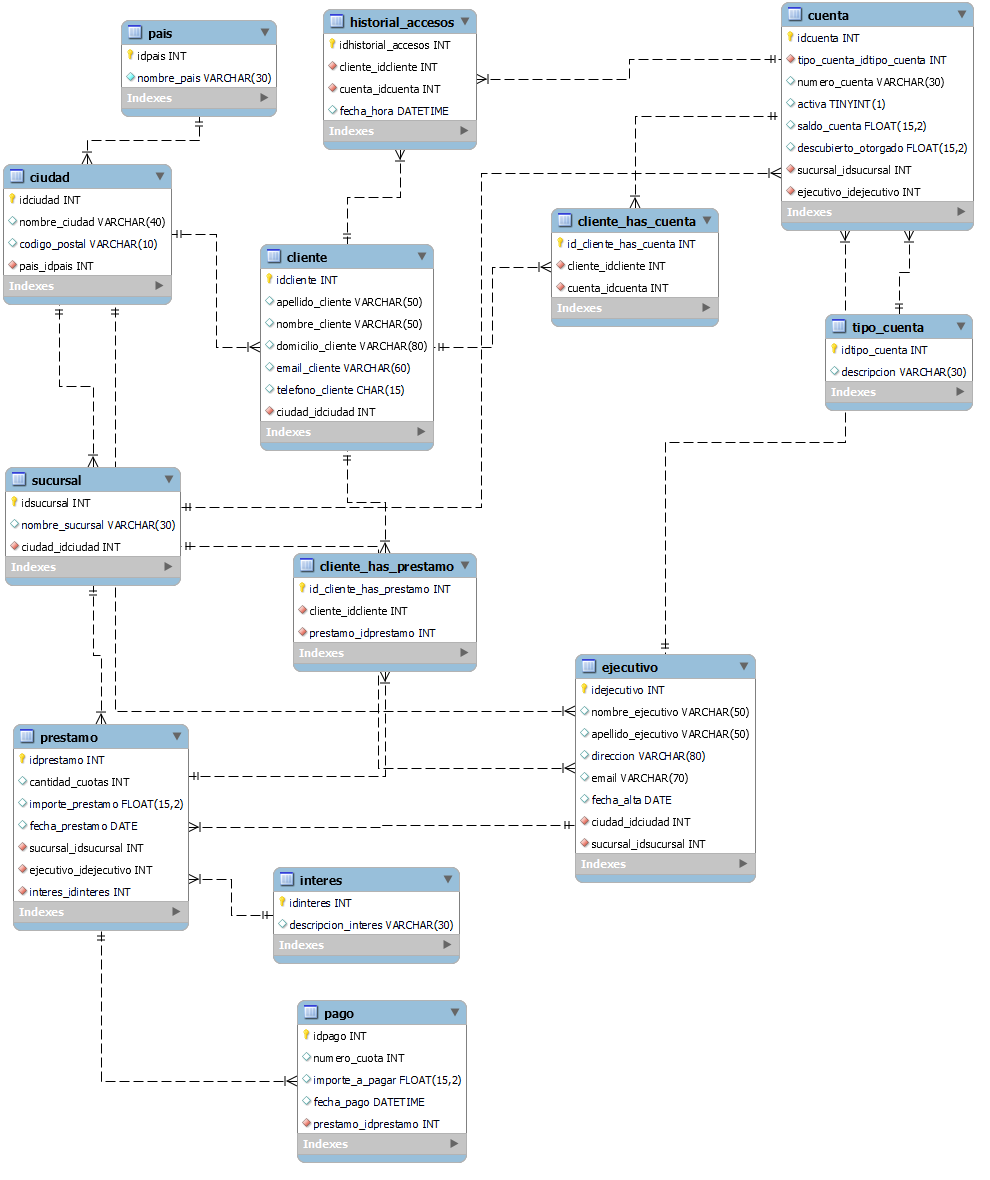 pais
idpais INT
nombre_pais VARCHAR(30)
Indexes
historial_accesos
idhistorial_accesos INT
cliente_idcliente INT
cuenta_idcuenta INT
fecha_hora DATETIME
Indexes
cuenta
idcuenta INT
tipo_cuenta_idtipo_cuenta INT
numero_cuenta VARCHAR(30)
activa TINYINT(1)
saldo_cuenta FLOAT(15,2)
descubierto_otorgado FLOAT(15,2)
sucursal_idsucursal INT
ejecutivo_idejecutivo INT
Indexes
ciudad
idciudad INT
nombre_ciudad VARCHAR(40)
codigo_postal VARCHAR(10)
pais_idpais INT
Indexes
cliente
idcliente INT
apellido_cliente VARCHAR(50)
nombre_cliente VARCHAR(50)
domicilio_cliente VARCHAR(80)
email_cliente VARCHAR(60)
telefono_cliente CHAR(15)
ciudad_idciudad INT
Indexes
cliente_has_cuenta
id_cliente_has_cuenta INT
cliente_idcliente INT
cuenta_idcuenta INT
Indexes
tipo_cuenta
idtipo_cuenta INT
descripcion VARCHAR(30)
Indexes
sucursal
idsucursal INT
nombre_sucursal VARCHAR(30)
ciudad_idciudad INT
Indexes
cliente_has_prestamo
id_cliente_has_prestamo INT
cliente_idcliente INT
prestamo_idprestamo INT
Indexes
ejecutivo
idejecutivo INT
nombre_ejecutivo VARCHAR(50)
apellido_ejecutivo VARCHAR(50)
direccion VARCHAR(80)
email VARCHAR(70)
fecha_alta DATE
ciudad_idciudad INT
sucursal_idsucursal INT
Indexes
prestamo
idprestamo INT
cantidad_cuotas INT
importe_prestamo FLOAT(15,2)
fecha_prestamo DATE
sucursal_idsucursal INT
ejecutivo_idejecutivo INT
interes_idinteres INT
Indexes
interes
idinteres INT
descripcion_interes VARCHAR(30)
Indexes
pago
idpago INT
numero_cuota INT
importe_a_pagar FLOAT(15,2)
fecha_pago DATETIME
prestamo_idprestamo INT
Indexes